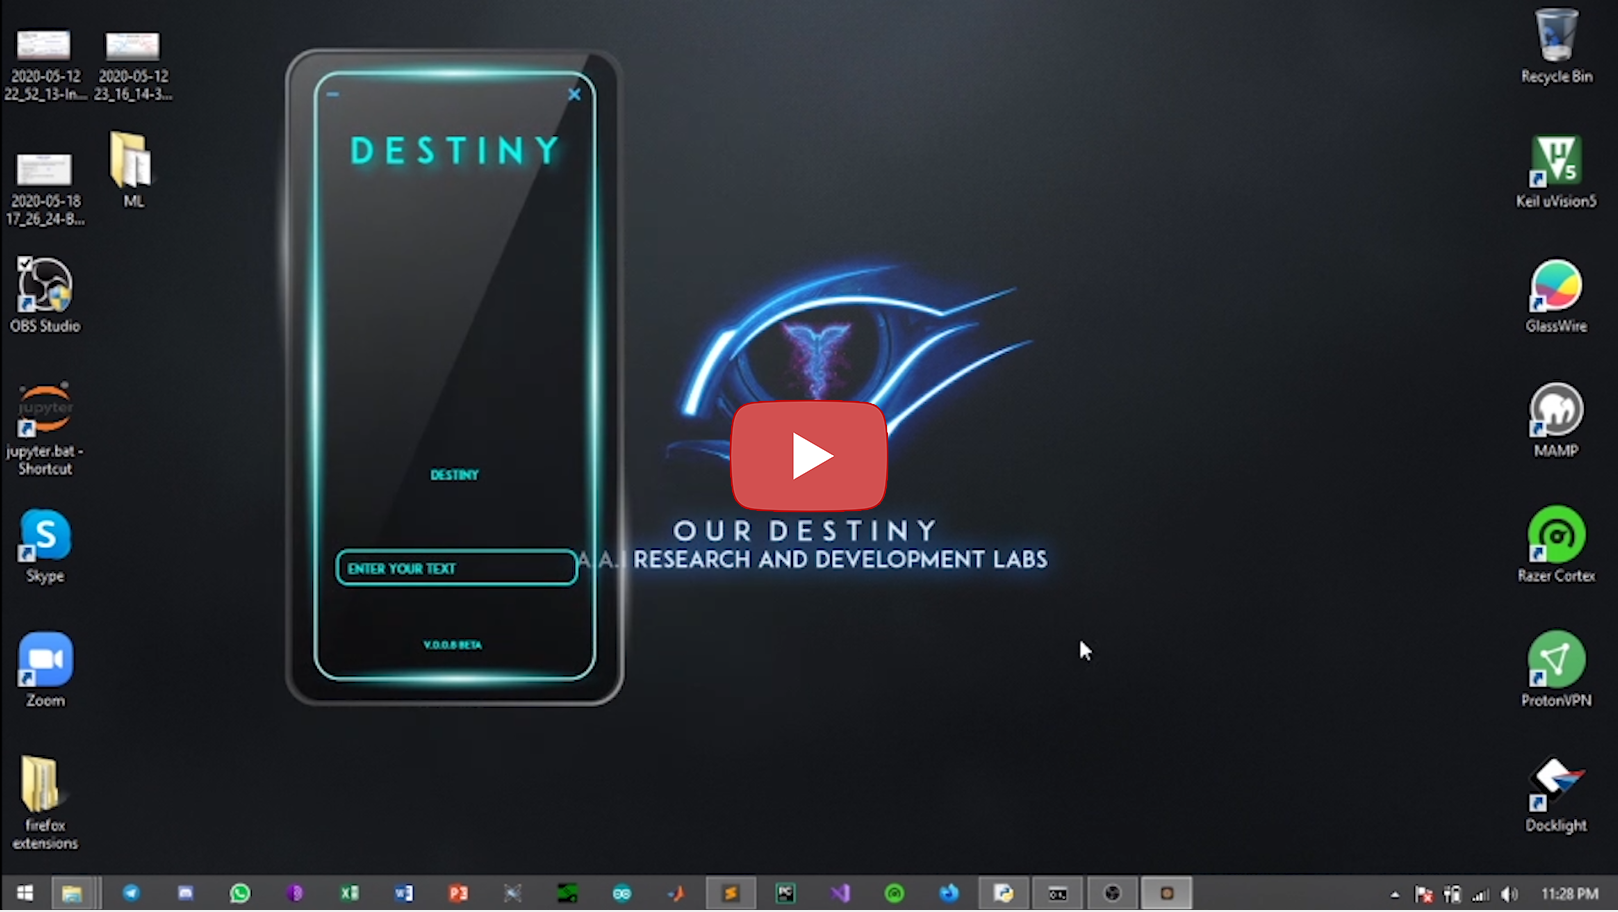 2020-05-12
22_52_13-In...
2020-05-12
23_16_14-3...
2020-05-18
17_26_24-B...
ML
OBS Studio
jupyter
jupyter.bat -
Shortcut
Skype
Zoom
firefox
extensions
DESTINY
DESTINY
ENTER YOUR TEXT
V.0.0.8 BETA
OUR DESTINY
A.A.I RESEARCH AND DEVELOPMENT LABS
Recycle Bin
Keil uVision5
GlassWire
MAMP
Razer Cortex
ProtonVPN
Docklight
11:28 PM